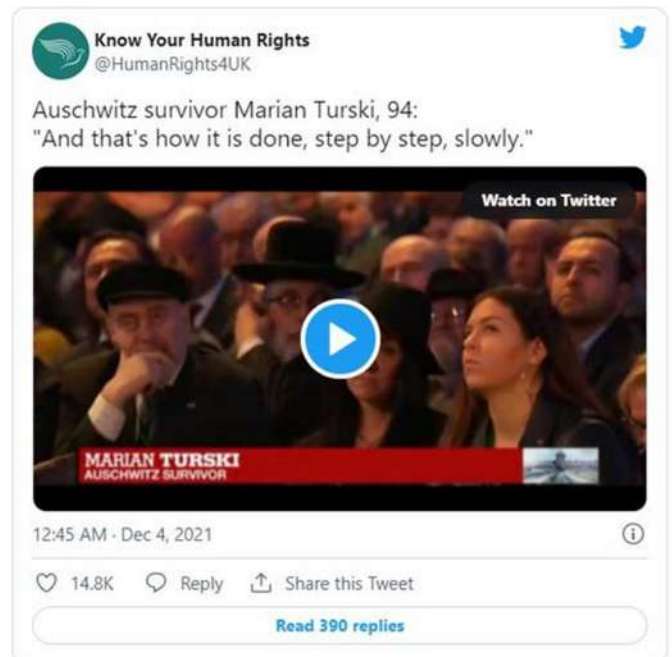 Know Your Human Rights
@HumanRights4UK
Auschwitz survivor Marian Turski, 94:
"And that's how it is done, step by step, slowly."
Watch on Twitter
MARIAN TURSKI
AUSCHWITZ SURVIVOR
12:45 AM · Dec 4, 2021
14.8K Reply Share this Tweet
Read 390 replies